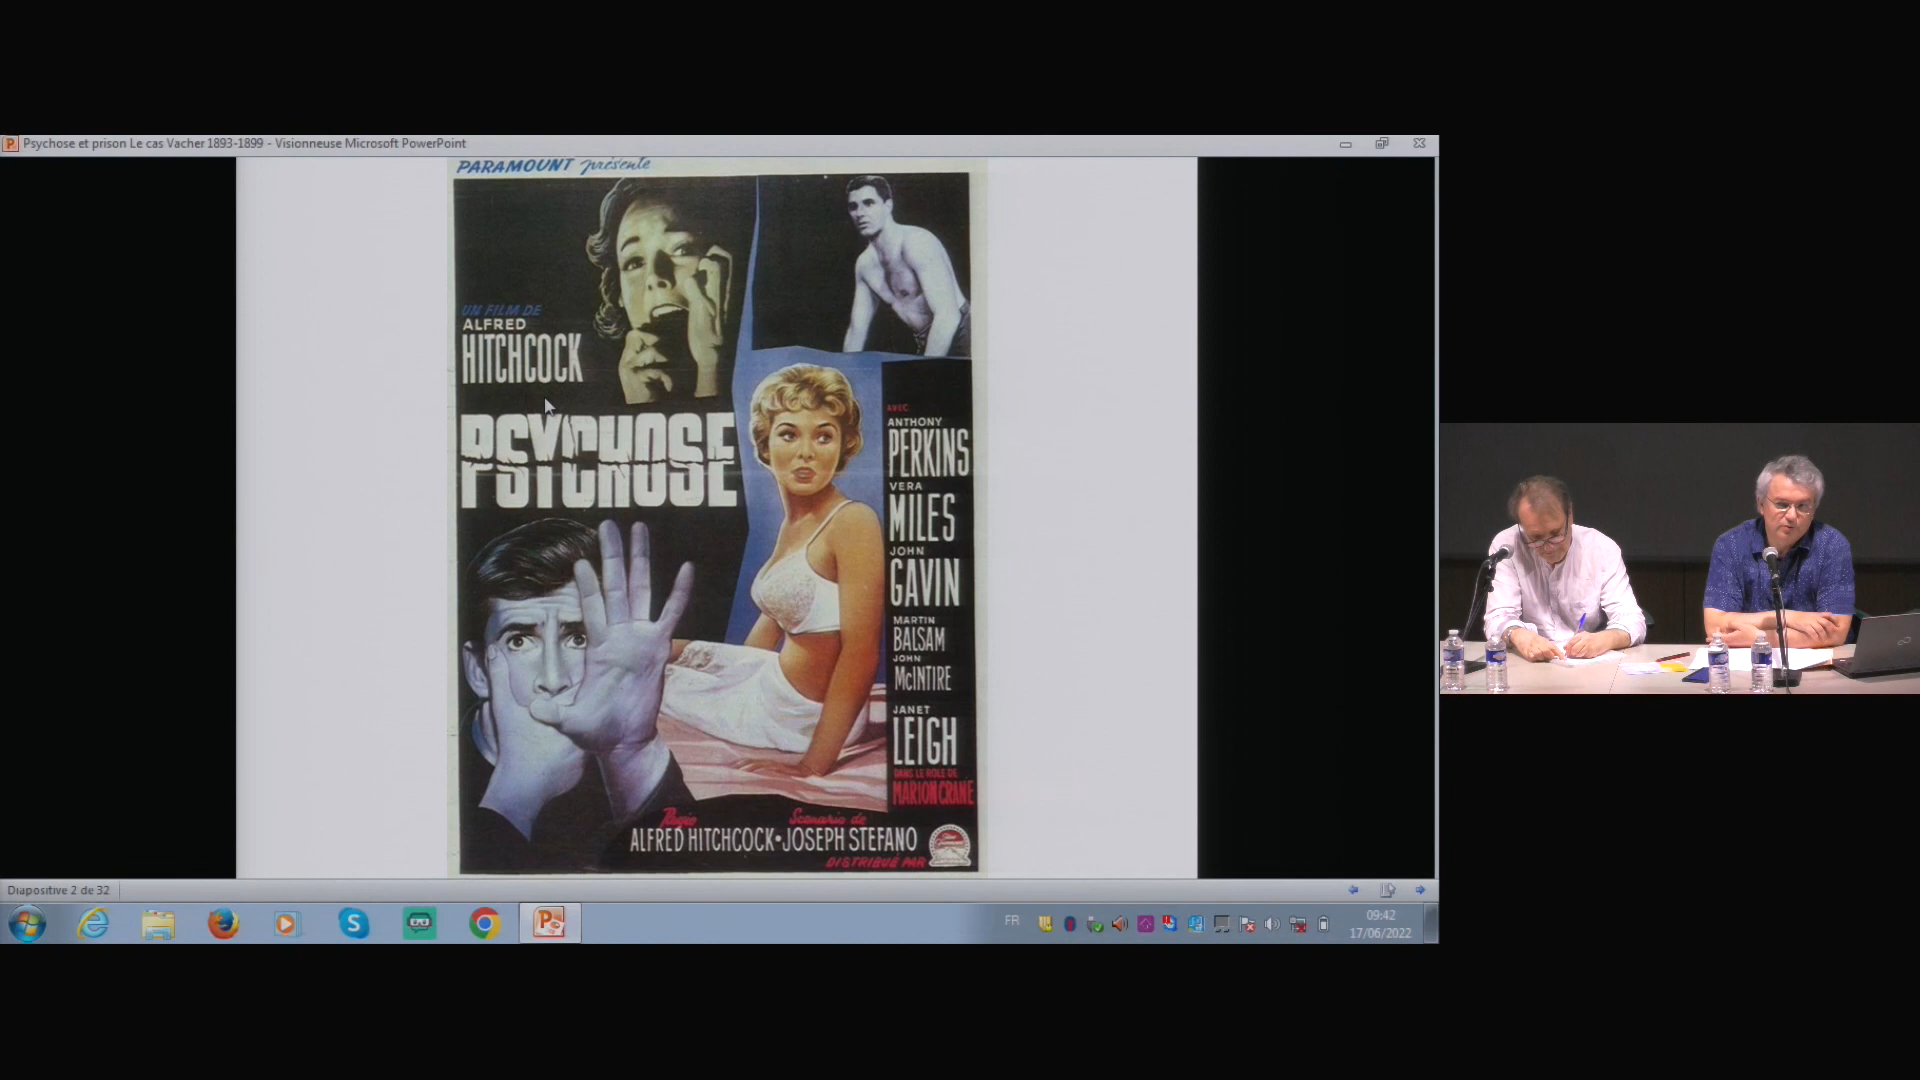 Psychose et prison Le cas Vacher 1893-1899 - Visionneuse Microsoft PowerPoint
PARAMOUNT présente
UN FILM DE
ALFRED
HITCHCOCK
PSYCHOSE
AVEC
ANTHONY
PERKINS
VERA
MILES
JOHN
GAVIN
MARTIN
BALSAM
JOHN
McINTIRE
JANET
LEIGH
DANS LE ROLE DE
MARION CRANE
Regie Scenario de
ALFRED HITCHCOCK • JOSEPH STEFANO
DISTRIBUÉ PAR
Diapositive 2 de 32
FR
09:42
17/06/2022